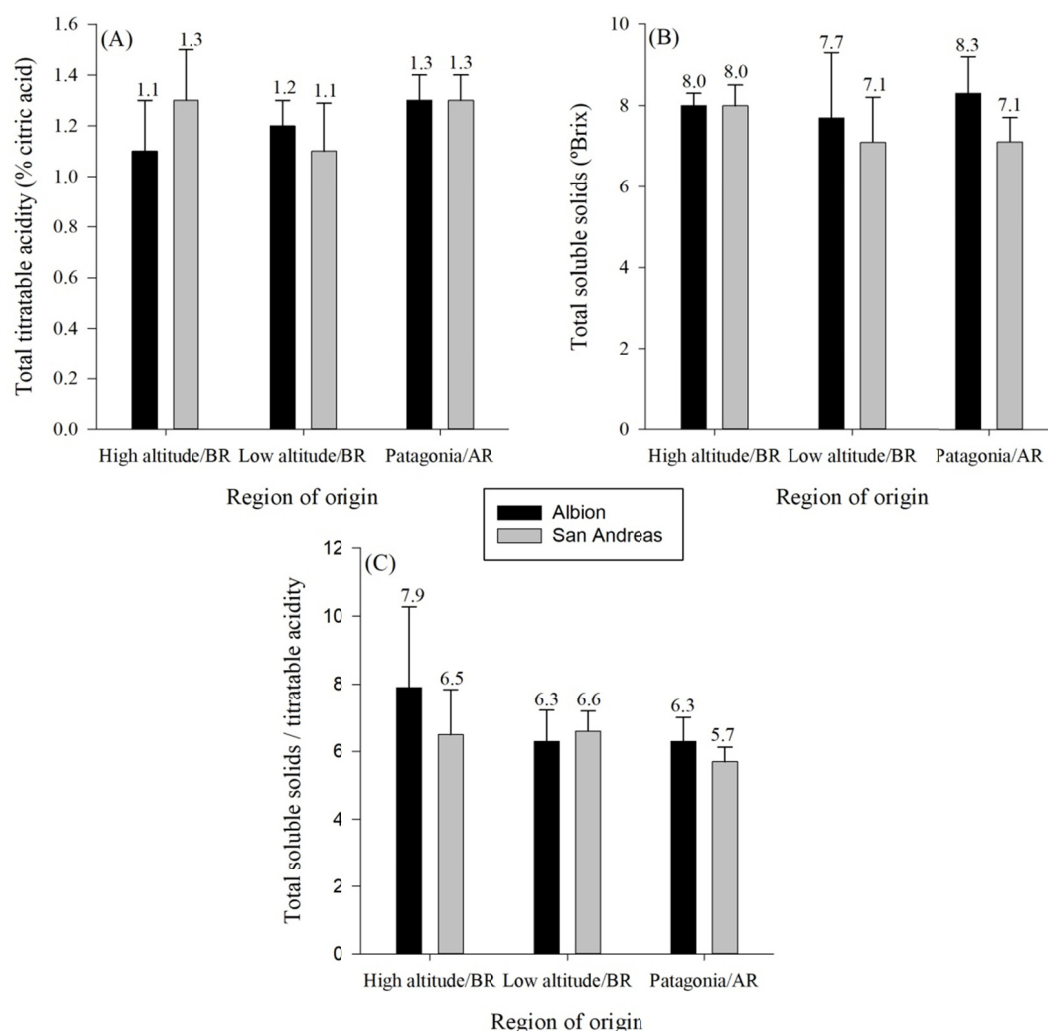 (A)
Total titratable acidity (% citric acid)
1.6
1.4
1.2
1.0
0.8
0.6
0.4
0.2
0.0
1.1
1.3
1.2
1.1
1.3
1.3
High altitude/BR Low altitude/BR Patagonia/AR
Region of origin
(B)
Total soluble solids (ºBrix)
10
8
6
4
2
0
8.0
8.0
7.7
7.1
8.3
7.1
High altitude/BR Low altitude/BR Patagonia/AR
Region of origin
Albion
San Andreas
(C)
Total soluble solids / titratable acidity
12
10
8
6
4
2
0
7.9
6.5
6.3
6.6
6.3
5.7
High altitude/BR Low altitude/BR Patagonia/AR
Region of origin